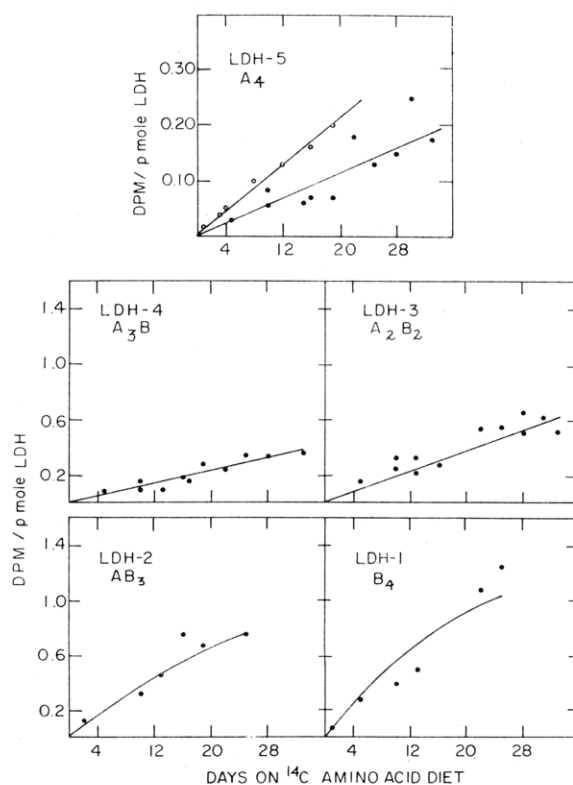 LDH-5
A4
0.30
0.20
0.10
DPM / p mole LDH
4 12 20 28
LDH-4
A3B
LDH-3
A2B2
1.4
1.0
0.6
0.2
LDH-2
AB3
LDH-1
B4
1.4
1.0
0.6
0.2
DPM / p mole LDH
4 12 20 28 4 12 20 28
DAYS ON 14C AMINO ACID DIET